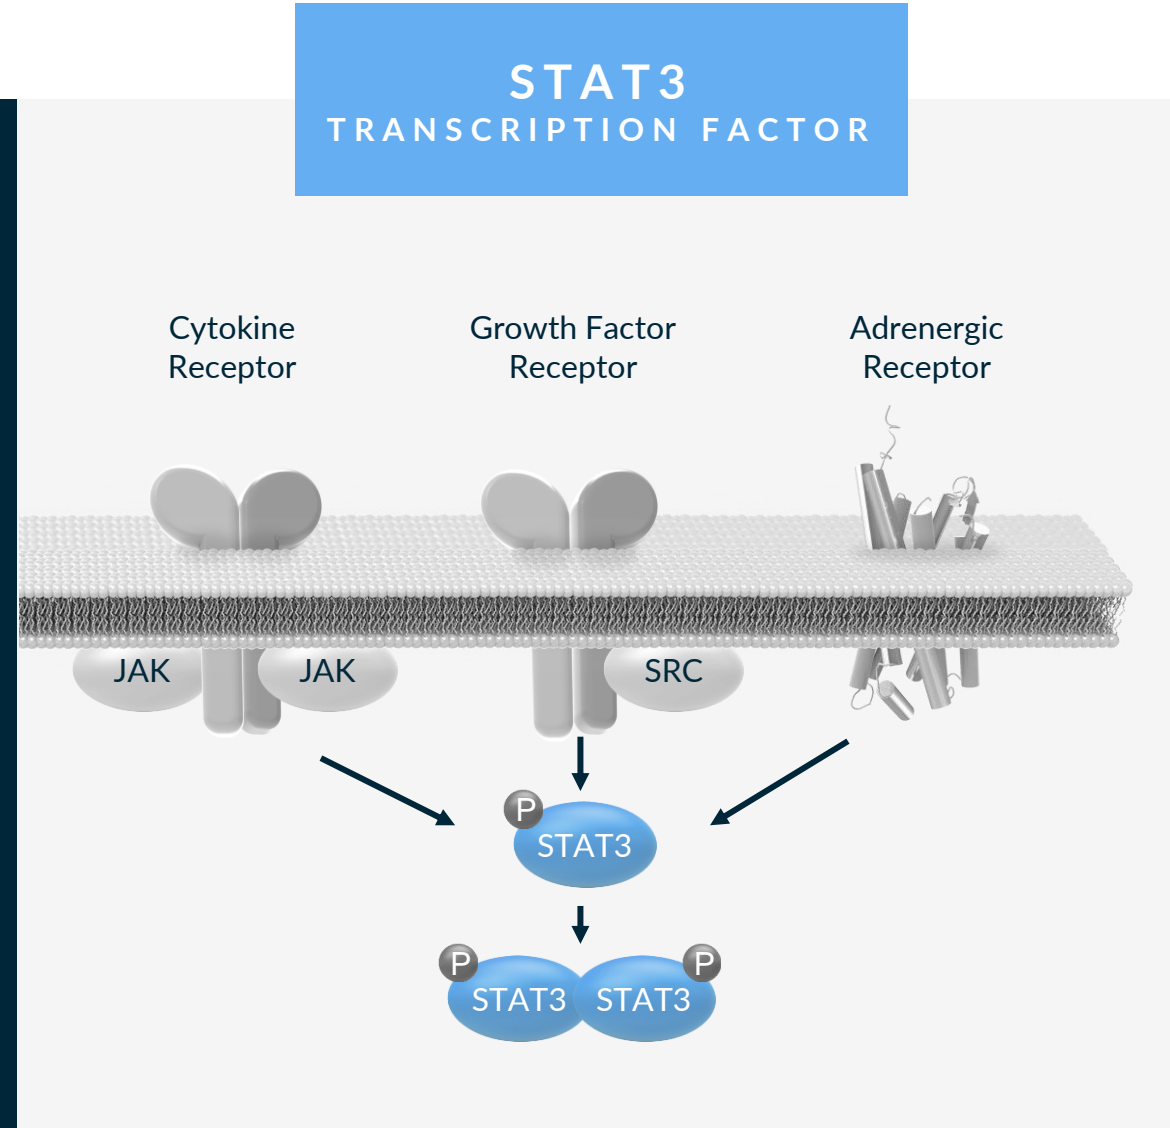 STAT3
TRANSCRIPTION FACTOR
Cytokine
Receptor
Growth Factor
Receptor
Adrenergic
Receptor
JAK
JAK
SRC
P
STAT3
P
P
STAT3
STAT3